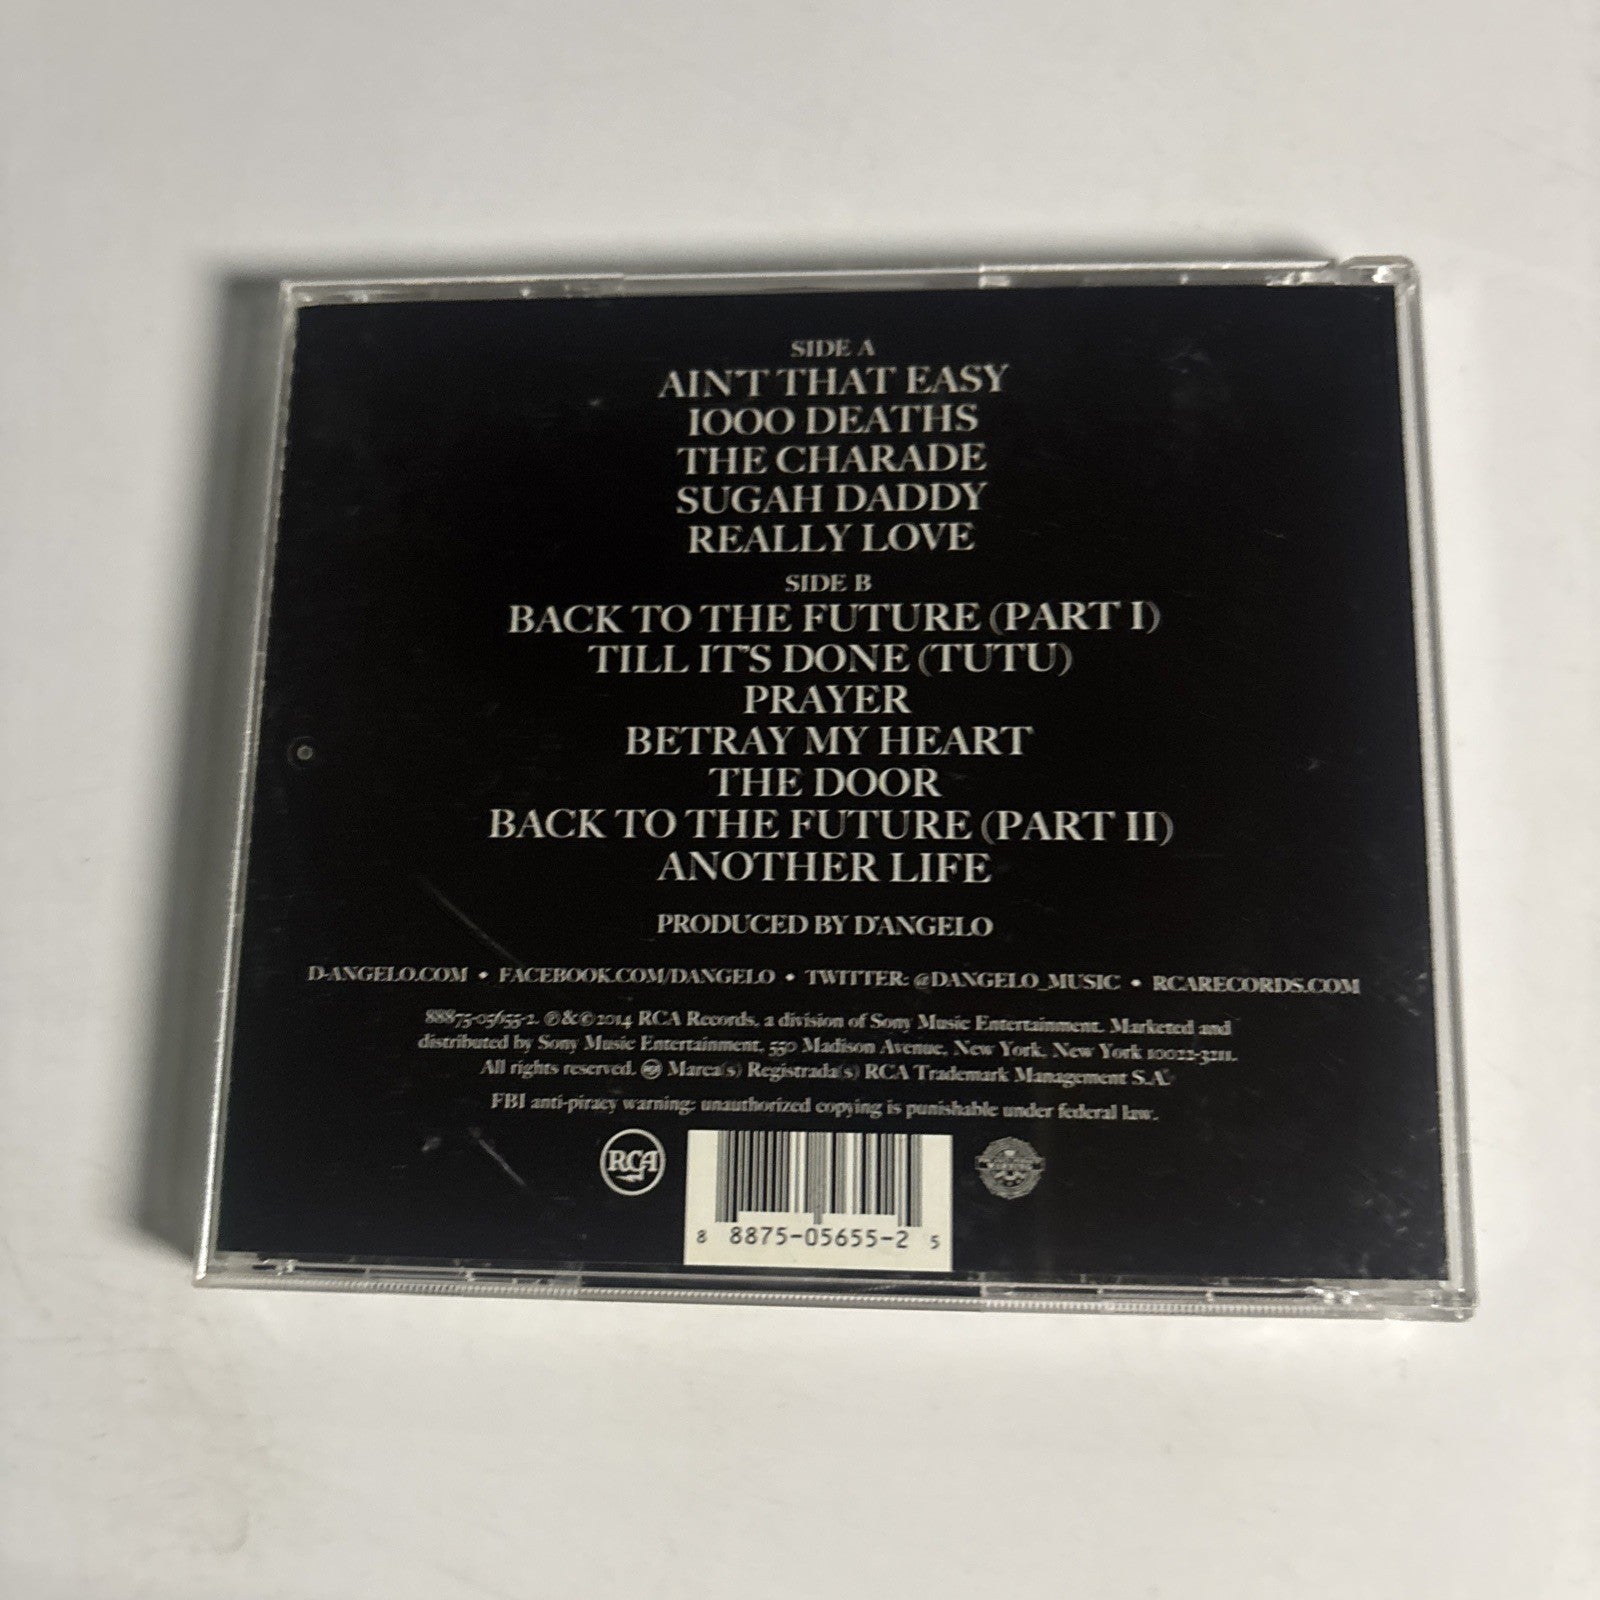 SIDE A
AIN'T THAT EASY
1000 DEATHS
THE CHARADE
SUGAH DADDY
REALLY LOVE
SIDE B
BACK TO THE FUTURE (PART I)
TILL IT'S DONE (TUTU)
PRAYER
BETRAY MY HEART
THE DOOR
BACK TO THE FUTURE (PART II)
ANOTHER LIFE
PRODUCED BY D'ANGELO
D-ANGELO.COM • FACEBOOK.COM/DANGELO • TWITTER: @DANGELO_MUSIC • RCARECORDS.COM
88875-05655-2. ℗ & © 2014 RCA Records, a division of Sony Music Entertainment. Marketed and
distributed by Sony Music Entertainment, 550 Madison Avenue, New York, New York 10022-3211.
All rights reserved. Marca(s) Registrada(s) RCA Trademark Management S.A.
FBI anti-piracy warning: unauthorized copying is punishable under federal law.
RCA
8 8875-05655-2 5